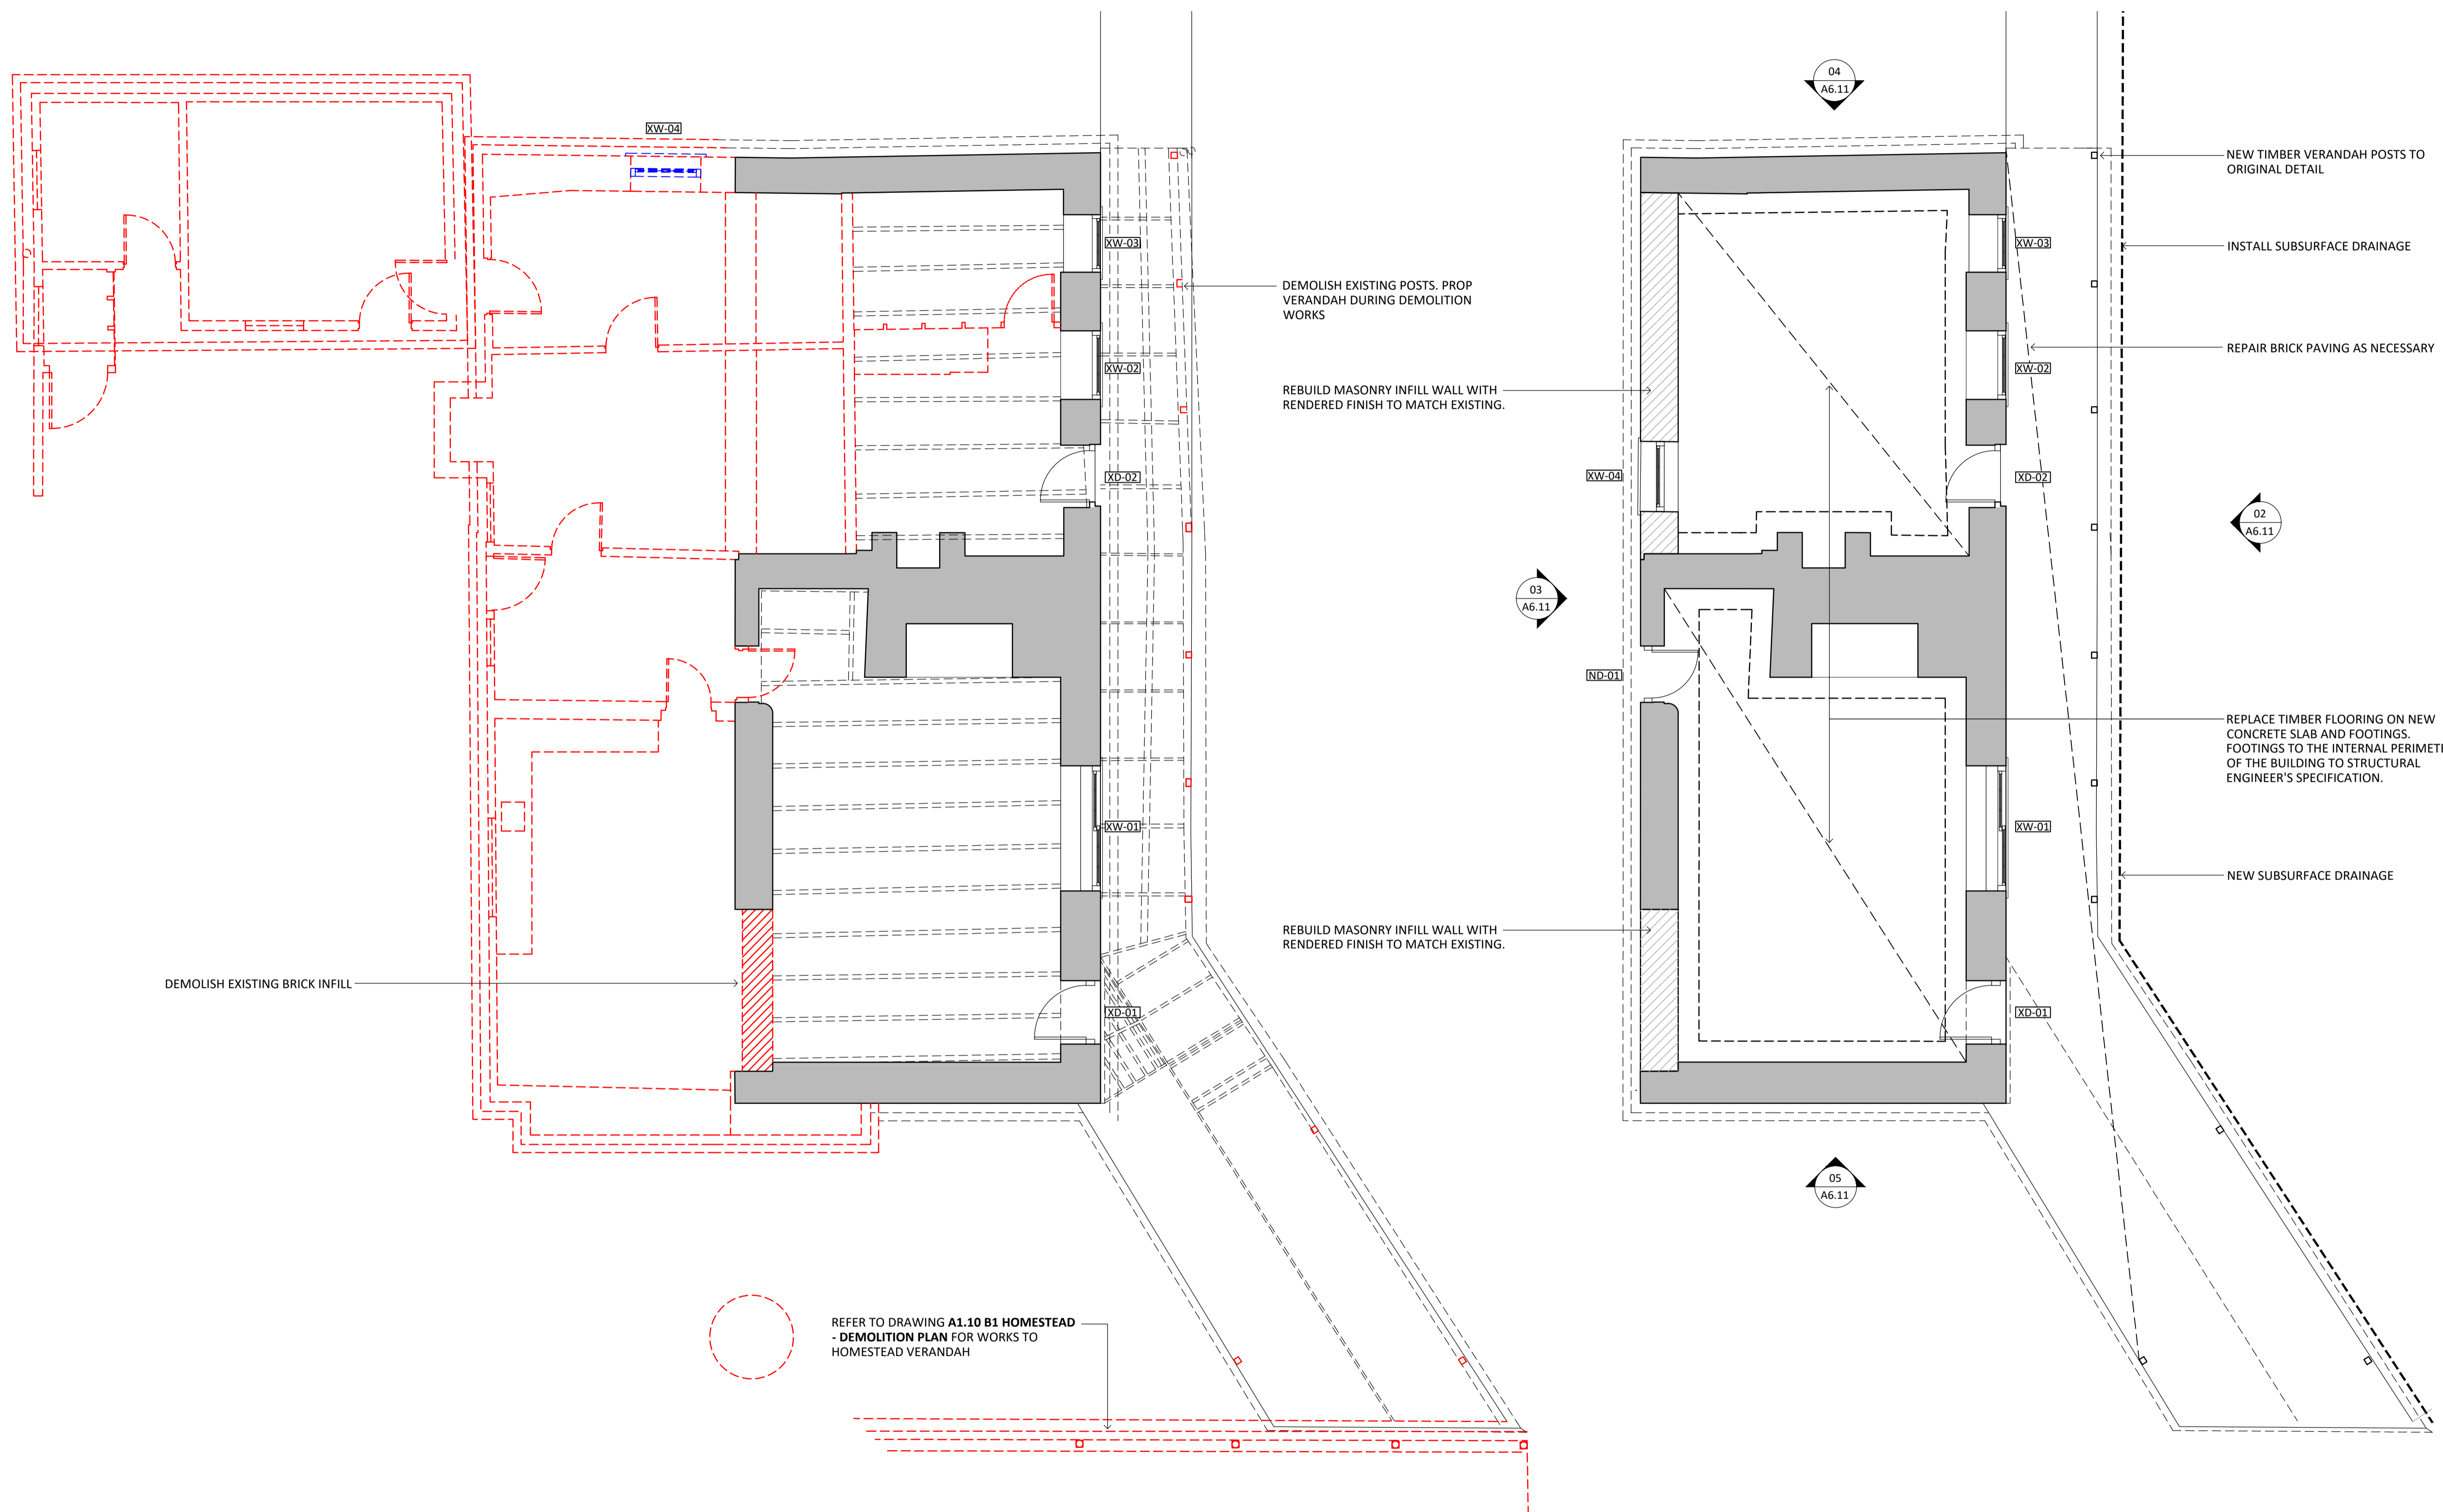 XW-04
XW-03
DEMOLISH EXISTING POSTS. PROP
VERANDAH DURING DEMOLITION
WORKS
XW-02
REBUILD MASONRY INFILL WALL WITH
RENDERED FINISH TO MATCH EXISTING.
XD-02
XW-01
REBUILD MASONRY INFILL WALL WITH
RENDERED FINISH TO MATCH EXISTING.
DEMOLISH EXISTING BRICK INFILL
XD-01
REFER TO DRAWING A1.10 B1 HOMESTEAD
- DEMOLITION PLAN FOR WORKS TO
HOMESTEAD VERANDAH
04
A6.11
NEW TIMBER VERANDAH POSTS TO
ORIGINAL DETAIL
XW-03
INSTALL SUBSURFACE DRAINAGE
REPAIR BRICK PAVING AS NECESSARY
XW-02
XW-04
XD-02
02
A6.11
03
A6.11
ND-01
REPLACE TIMBER FLOORING ON NEW
CONCRETE SLAB AND FOOTINGS.
FOOTINGS TO THE INTERNAL PERIMETE
OF THE BUILDING TO STRUCTURAL
ENGINEER'S SPECIFICATION.
XW-01
NEW SUBSURFACE DRAINAGE
XD-01
05
A6.11